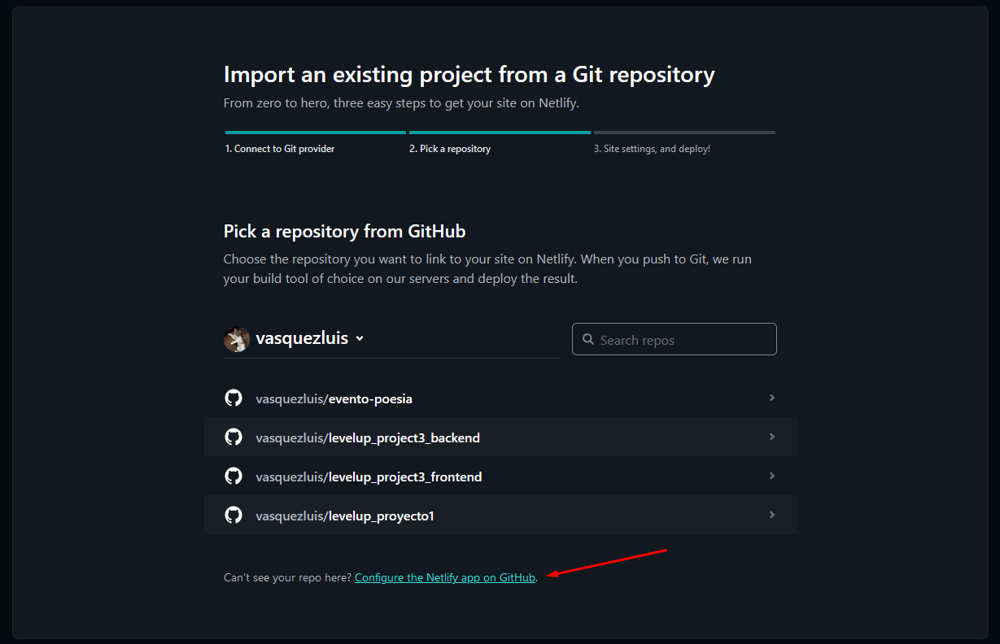 Import an existing project from a Git repository
From zero to hero, three easy steps to get your site on Netlify.
1. Connect to Git provider
2. Pick a repository
3. Site settings, and deploy!
Pick a repository from GitHub
Choose the repository you want to link to your site on Netlify. When you push to Git, we run
your build tool of choice on our servers and deploy the result.
vasquezluis
Search repos
vasquezluis/evento-poesia
vasquezluis/levelup_project3_backend
vasquezluis/levelup_project3_frontend
vasquezluis/levelup_proyecto1
Can’t see your repo here? Configure the Netlify app on GitHub.